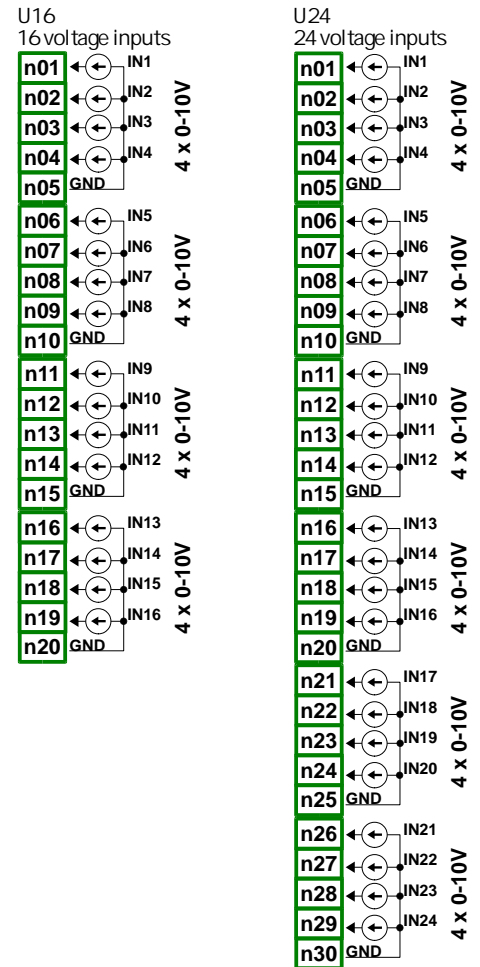 U16
16 voltage inputs
n01 IN1
n02 IN2
n03 IN3
n04 IN4
n05 GND
4 x 0-10V
n06 IN5
n07 IN6
n08 IN7
n09 IN8
n10 GND
4 x 0-10V
n11 IN9
n12 IN10
n13 IN11
n14 IN12
n15 GND
4 x 0-10V
n16 IN13
n17 IN14
n18 IN15
n19 IN16
n20 GND
4 x 0-10V
U24
24 voltage inputs
n01 IN1
n02 IN2
n03 IN3
n04 IN4
n05 GND
4 x 0-10V
n06 IN5
n07 IN6
n08 IN7
n09 IN8
n10 GND
4 x 0-10V
n11 IN9
n12 IN10
n13 IN11
n14 IN12
n15 GND
4 x 0-10V
n16 IN13
n17 IN14
n18 IN15
n19 IN16
n20 GND
4 x 0-10V
n21 IN17
n22 IN18
n23 IN19
n24 IN20
n25 GND
4 x 0-10V
n26 IN21
n27 IN22
n28 IN23
n29 IN24
n30 GND
4 x 0-10V